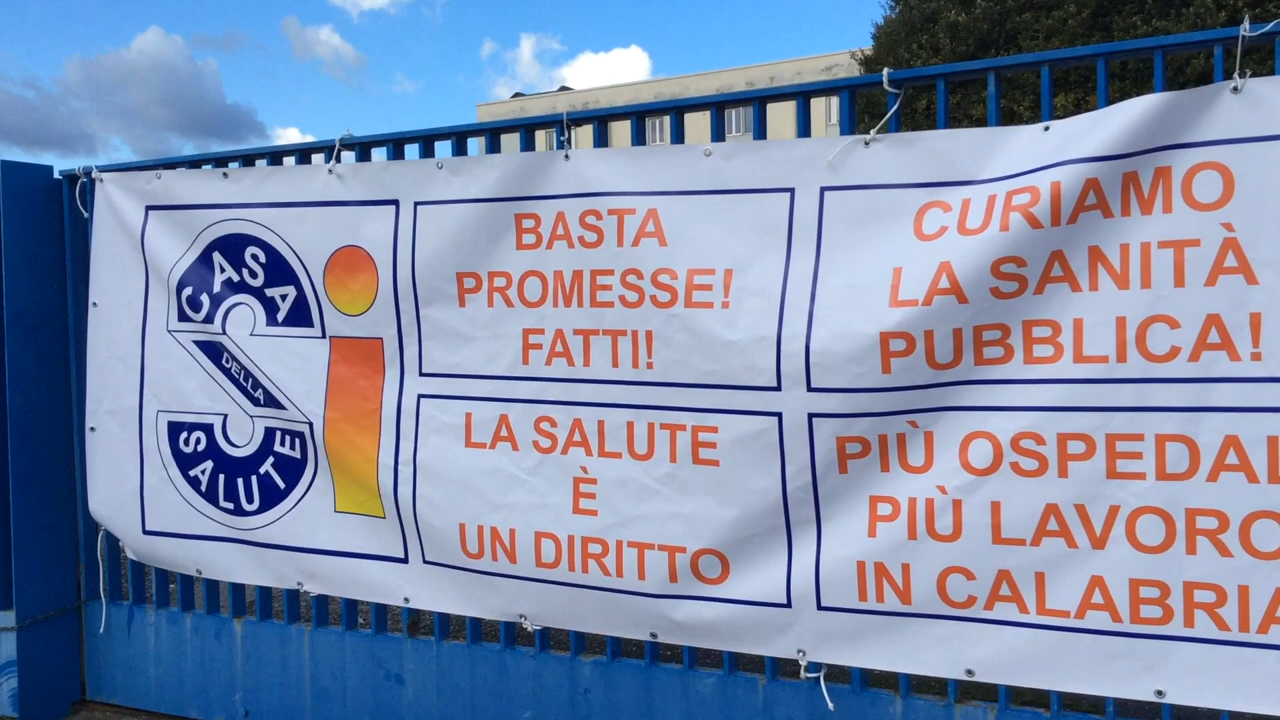 CASA
DELLA
SALUTE
Si
BASTA
PROMESSE!
FATTI!
LA SALUTE
È
UN DIRITTO
CURIAMO
LA SANITÀ
PUBBLICA!
PIÙ OSPEDAL
PIÙ LAVORO
IN CALABRIA